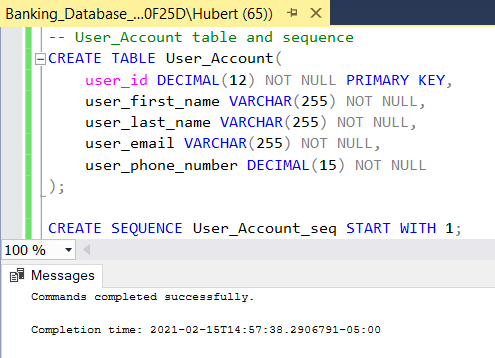 Banking_Database_...0F25D\Hubert (65))
-- User_Account table and sequence
CREATE TABLE User_Account(
user_id DECIMAL(12) NOT NULL PRIMARY KEY,
user_first_name VARCHAR(255) NOT NULL,
user_last_name VARCHAR(255) NOT NULL,
user_email VARCHAR(255) NOT NULL,
user_phone_number DECIMAL(15) NOT NULL
);
CREATE SEQUENCE User_Account_seq START WITH 1;
100 %
Messages
Commands completed successfully.
Completion time: 2021-02-15T14:57:38.2906791-05:00